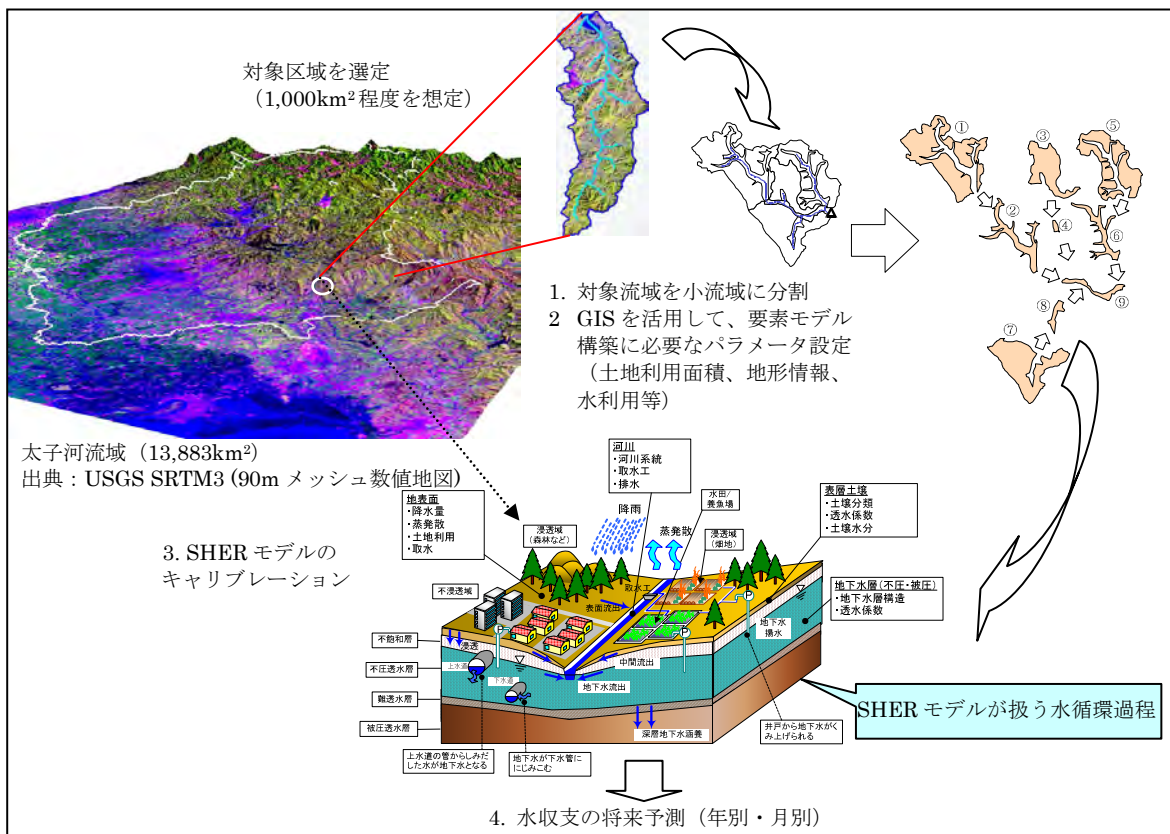 対象区域を選定
(1,000km²程度を想定)
①
③
⑤
②
④
⑥
⑧
⑨
⑦
1. 対象流域を小流域に分割
2 GIS を活用して、要素モデル
構築に必要なパラメータ設定
(土地利用面積、地形情報、
水利用等)
太子河流域(13,883km²)
出典:USGS SRTM3 (90m メッシュ数値地図)
3. SHER モデルの
キャリブレーション
地表面
・降水量
・蒸発散
・土地利用
・取水
浸透域
(森林など)
降雨
河川
・河川系統
・取水工
・排水
蒸発散
水田/
養魚場
浸透域
(畑地)
表層土壌
・土壌分類
・透水係数
・土壌水分
地下水層(不圧・被圧)
・地下水層構造
・透水係数
不浸透域
取水工
表面流出
P
P
P
地下水
揚水
不飽和層
浸透
不圧透水層
上水道
下水道
中間流出
地下水流出
難透水層
被圧透水層
深層地下水涵養
上水道の管からしみだ
した水が地下水となる
地下水が下水管に
にじみこむ
井戸から地下水がく
み上げられる
SHER モデルが扱う水循環過程
4. 水収支の将来予測(年別・月別)